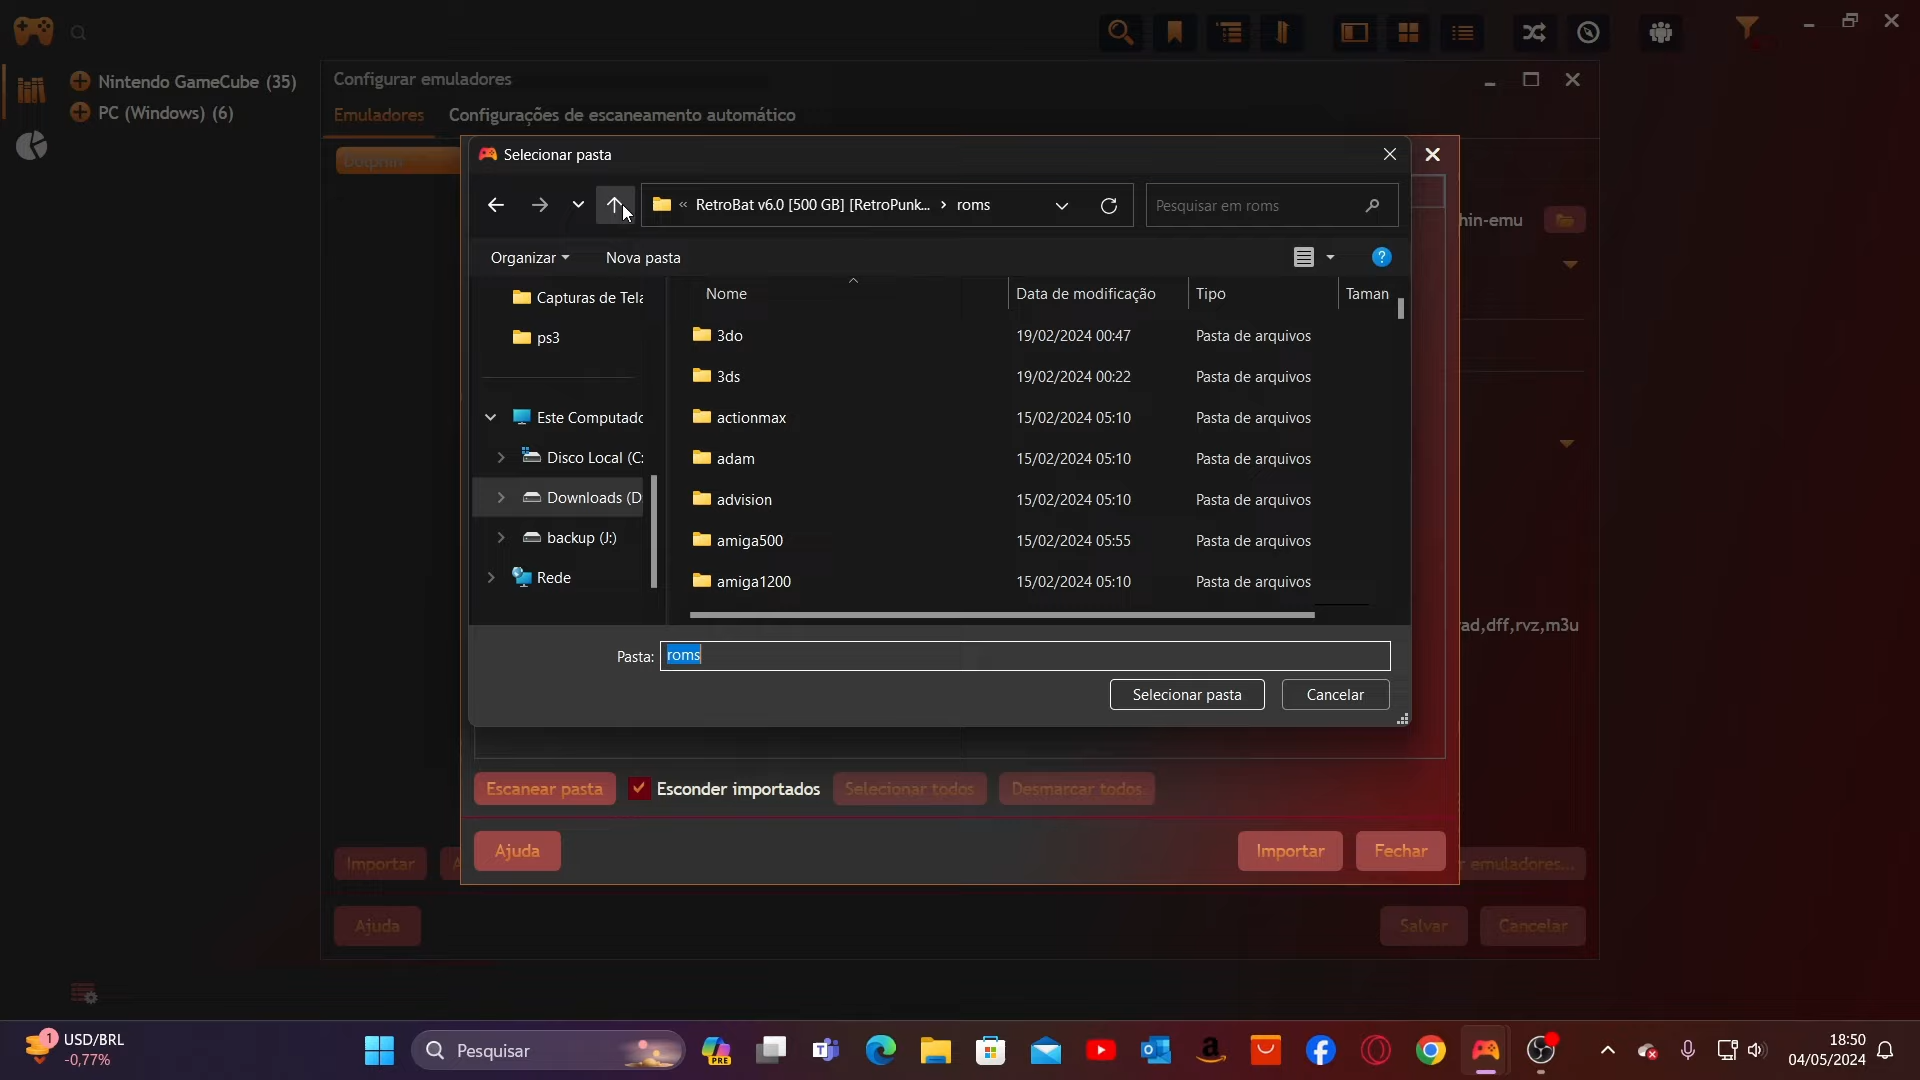 Nintendo GameCube (35)
PC (Windows) (6)
Configurar emuladores
Emuladores
Configurações de escaneamento automático
Dolphin
Selecionar pasta
« RetroBat v6.0 [500 GB] [RetroPunk... > roms
Pesquisar em roms
hin-emu
Organizar
Nova pasta
Capturas de Tela
ps3
Este Computado
Disco Local (C:
Downloads (D
backup (J:)
Rede
Nome
Data de modificação
Tipo
Taman
3do
19/02/2024 00:47
Pasta de arquivos
3ds
19/02/2024 00:22
Pasta de arquivos
actionmax
15/02/2024 05:10
Pasta de arquivos
adam
15/02/2024 05:10
Pasta de arquivos
advision
15/02/2024 05:10
Pasta de arquivos
amiga500
15/02/2024 05:55
Pasta de arquivos
amiga1200
15/02/2024 05:10
Pasta de arquivos
ad,dff,rvz,m3u
Pasta:
roms
Selecionar pasta
Cancelar
Escanear pasta
Esconder importados
Selecionar todos
Desmarcar todos
Ajuda
Importar
Fechar
Importar
A
r emuladores...
Ajuda
Salvar
Cancelar
1
USD/BRL
-0,77%
Pesquisar
PRE
18:50
04/05/2024